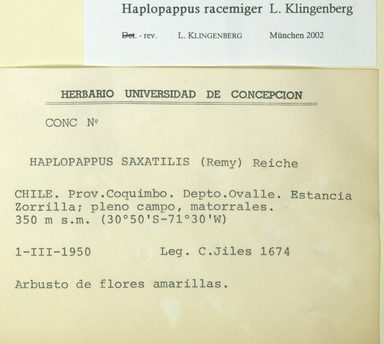 Haplopappus racemiger L. Klingenberg
Det. - rev. L. KLINGENBERG München 2002
HERBARIO UNIVERSIDAD DE CONCEPCION
CONC Nº
HAPLOPAPPUS SAXATILIS (Remy) Reiche
CHILE. Prov.Coquimbo. Depto.Ovalle. Estancia
Zorrilla; pleno campo, matorrales.
350 m s.m. (30°50'S-71°30'W)
1-III-1950 Leg. C.Jiles 1674
Arbusto de flores amarillas.